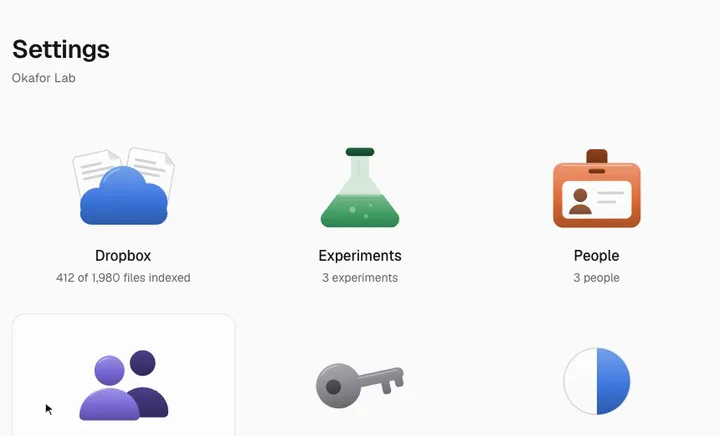 Settings
Okafor Lab
Dropbox
412 of 1,980 files indexed
Experiments
3 experiments
People
3 people